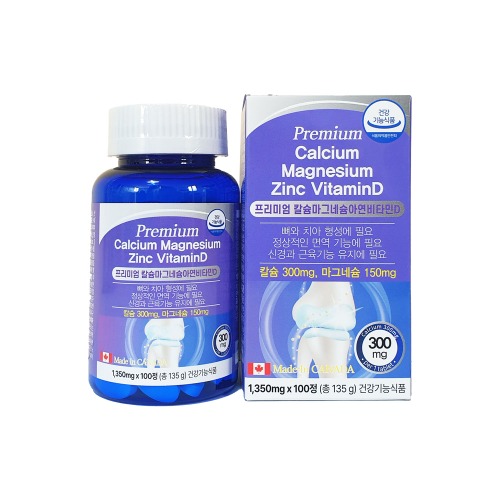 Premium
Calcium Magnesium
Zinc VitaminD
프리미엄 칼슘마그네슘아연비타민D
뼈와 치아 형성에 필요
정상적인 면역 기능에 필요
신경과 근육기능 유지에 필요
칼슘 300mg, 마그네슘 150mg
Made in CANADA
1,350mg x 100정 (총 135 g) 건강기능식품
건강
기능식품
Premium
Calcium
Magnesium
Zinc VitaminD
프리미엄 칼슘마그네슘아연비타민D
뼈와 치아 형성에 필요
정상적인 면역 기능에 필요
신경과 근육기능 유지에 필요
칼슘 300mg, 마그네슘 150mg
300
mg
Made in CANADA
1,350mg x 100정 (총 135 g) 건강기능식품